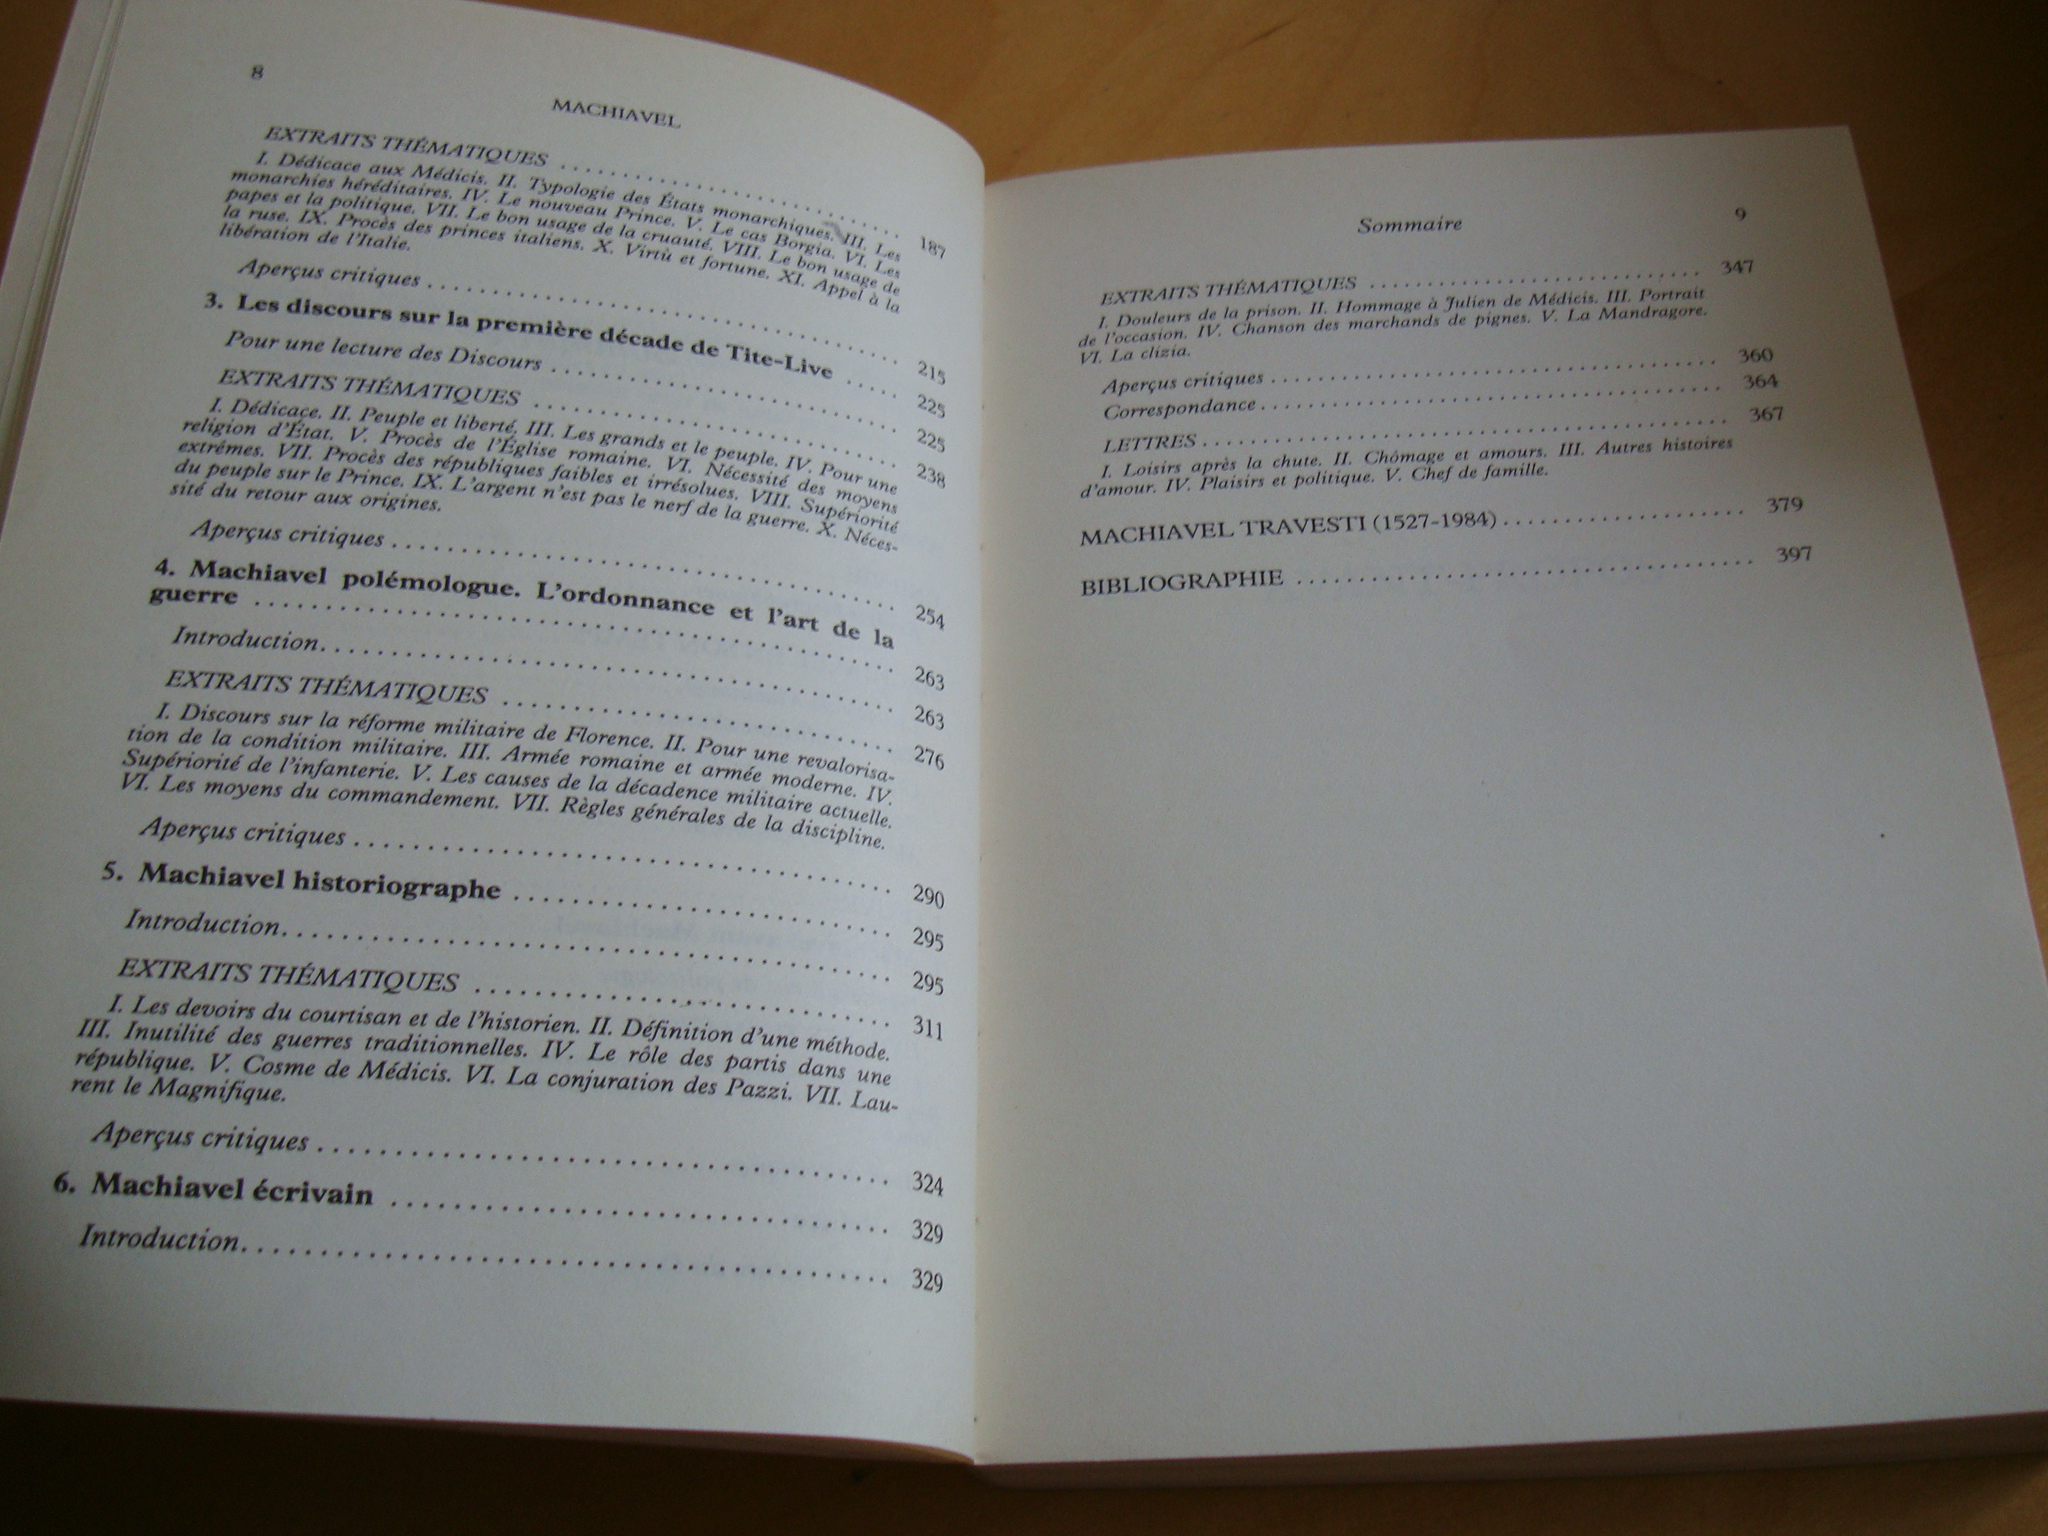 8
MACHIAVEL
EXTRAITS THÉMATIQUES .......... 187
I. Dédicace aux Médicis. II. Typologie des États monarchiques. III. Les
monarchies héréditaires. IV. Le nouveau Prince. V. Le cas Borgia. VI. Les
papes et la politique. VII. Le bon usage de la cruauté. VIII. Le bon usage de
la ruse. IX. Procès des princes italiens. X. Virtù et fortune. XI. Appel à la
libération de l'Italie.
Aperçus critiques .......... 215
3. Les discours sur la première décade de Tite-Live ..... 225
Pour une lecture des Discours .......... 225
EXTRAITS THÉMATIQUES .......... 238
I. Dédicace. II. Peuple et liberté. III. Les grands et le peuple. IV. Pour une
religion d'État. V. Procès de l'Église romaine. VI. Nécessité des moyens
extrêmes. VII. Procès des républiques faibles et irrésolues. VIII. Supériorité
du peuple sur le Prince. IX. L'argent n'est pas le nerf de la guerre. X. Néces-
sité du retour aux origines.
Aperçus critiques .......... 254
4. Machiavel polémologue. L'ordonnance et l'art de la
guerre .......... 263
Introduction .......... 263
EXTRAITS THÉMATIQUES .......... 276
I. Discours sur la réforme militaire de Florence. II. Pour une revalorisa-
tion de la condition militaire. III. Armée romaine et armée moderne. IV.
Supériorité de l'infanterie. V. Les causes de la décadence militaire actuelle.
VI. Les moyens du commandement. VII. Règles générales de la discipline.
Aperçus critiques .......... 290
5. Machiavel historiographe .......... 295
Introduction .......... 295
EXTRAITS THÉMATIQUES .......... 311
I. Les devoirs du courtisan et de l'historien. II. Définition d'une méthode.
III. Inutilité des guerres traditionnelles. IV. Le rôle des partis dans une
république. V. Cosme de Médicis. VI. La conjuration des Pazzi. VII. Lau-
rent le Magnifique.
Aperçus critiques .......... 324
6. Machiavel écrivain .......... 329
Introduction .......... 329
Sommaire 9
EXTRAITS THÉMATIQUES .......... 347
I. Douleurs de la prison. II. Hommage à Julien de Médicis. III. Portrait
de l'occasion. IV. Chanson des marchands de pignes. V. La Mandragore.
VI. La clizia.
Aperçus critiques .......... 360
Correspondance .......... 364
LETTRES .......... 367
I. Loisirs après la chute. II. Chômage et amours. III. Autres histoires
d'amour. IV. Plaisirs et politique. V. Chef de famille.
MACHIAVEL TRAVESTI (1527-1984) .......... 379
BIBLIOGRAPHIE .......... 397